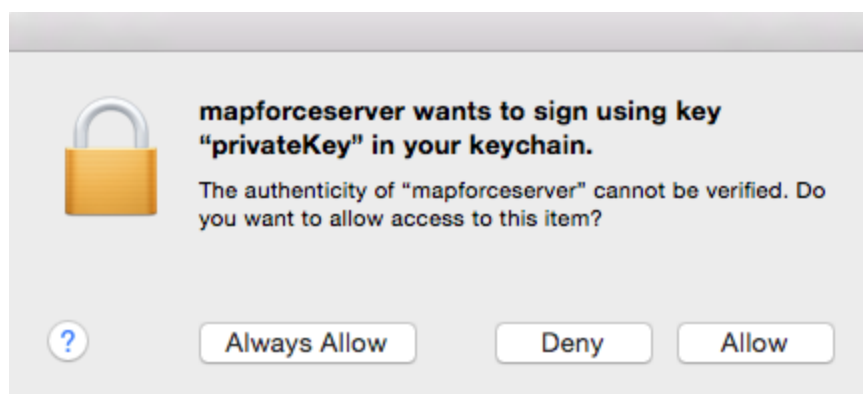 mapforceserver wants to sign using key
“privateKey” in your keychain.
The authenticity of “mapforceserver” cannot be verified. Do
you want to allow access to this item?
? Always Allow Deny Allow